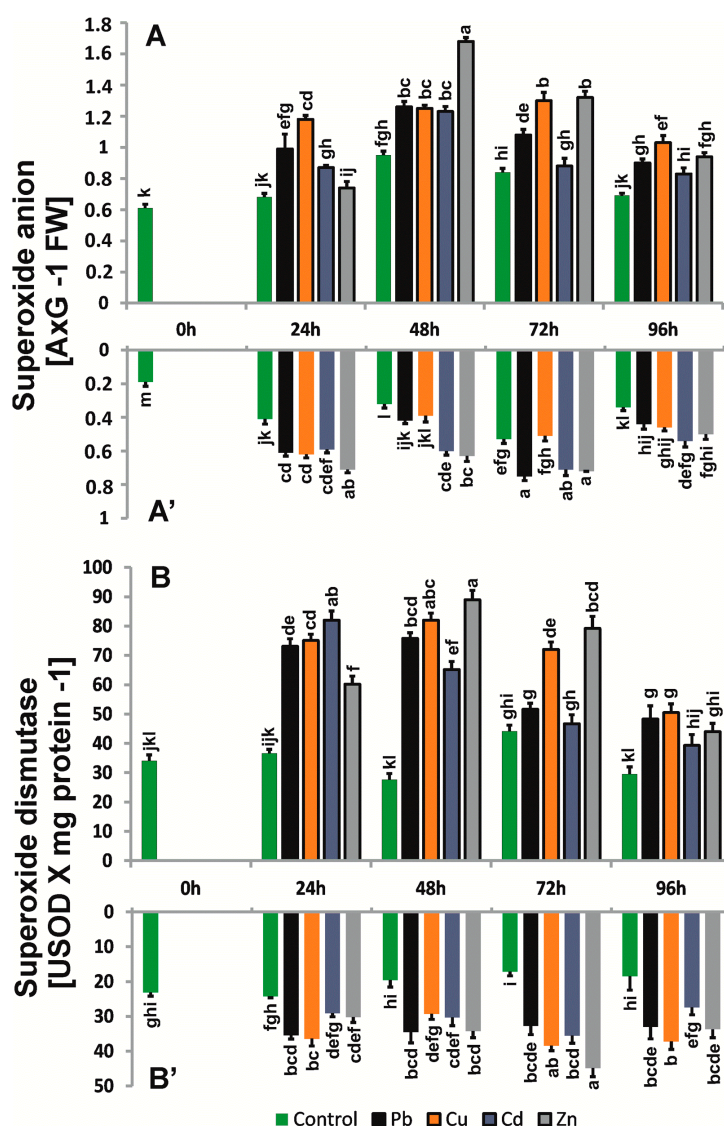 A
Superoxide anion
[AxG -1 FW]
1.8
1.6
1.4
1.2
1
0.8
0.6
0.4
0.2
0
k
jk
efg
cd
gh
ij
fgh
bc
bc
bc
a
hi
de
b
gh
b
jk
gh
ef
hi
fgh
0h
24h
48h
72h
96h
0
0.2
0.4
0.6
0.8
1
m
jk
cd
cd
cdef
ab
l
ijk
jkl
cde
bc
efg
a
fgh
ab
a
kl
hij
ghij
defg
fghi
A'
B
Superoxide dismutase
[USOD X mg protein -1]
100
90
80
70
60
50
40
30
20
10
0
jkl
ijk
de
cd
ab
f
kl
bcd
abc
ef
a
ghi
g
de
gh
bcd
kl
g
g
hij
ghi
0h
24h
48h
72h
96h
0
10
20
30
40
50
ghi
fgh
bcd
bc
defg
cdef
hi
bcd
defg
cdef
bcd
i
bcde
ab
bcd
a
hi
bcde
b
efg
bcde
B'
Control Pb Cu Cd Zn